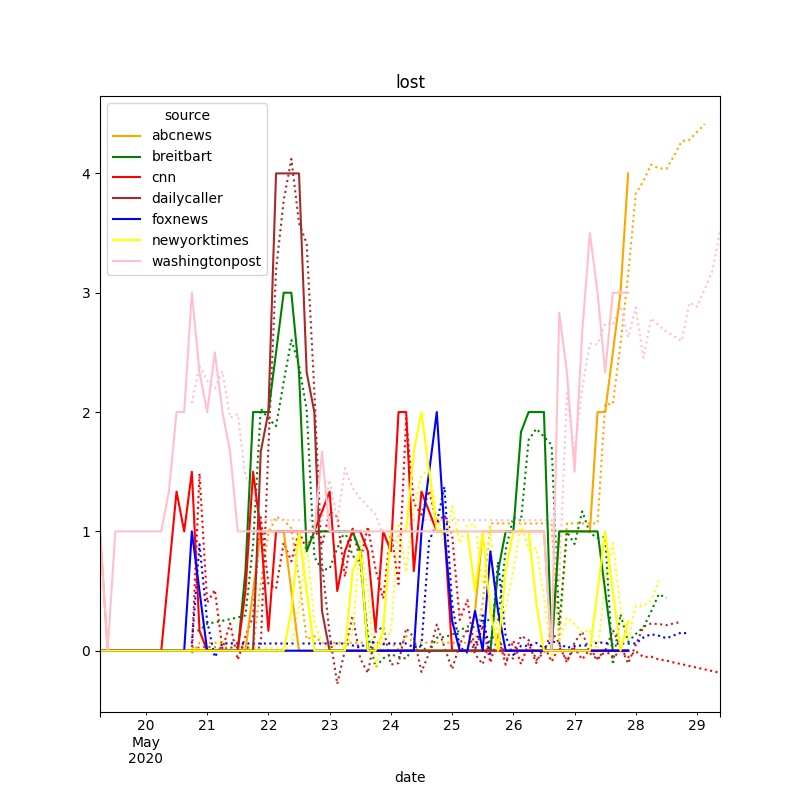 lost
source
abcnews
breitbart
cnn
dailycaller
foxnews
newyorktimes
washingtonpost
4
3
2
1
0
20 21 22 23 24 25 26 27 28 29
May
2020
date